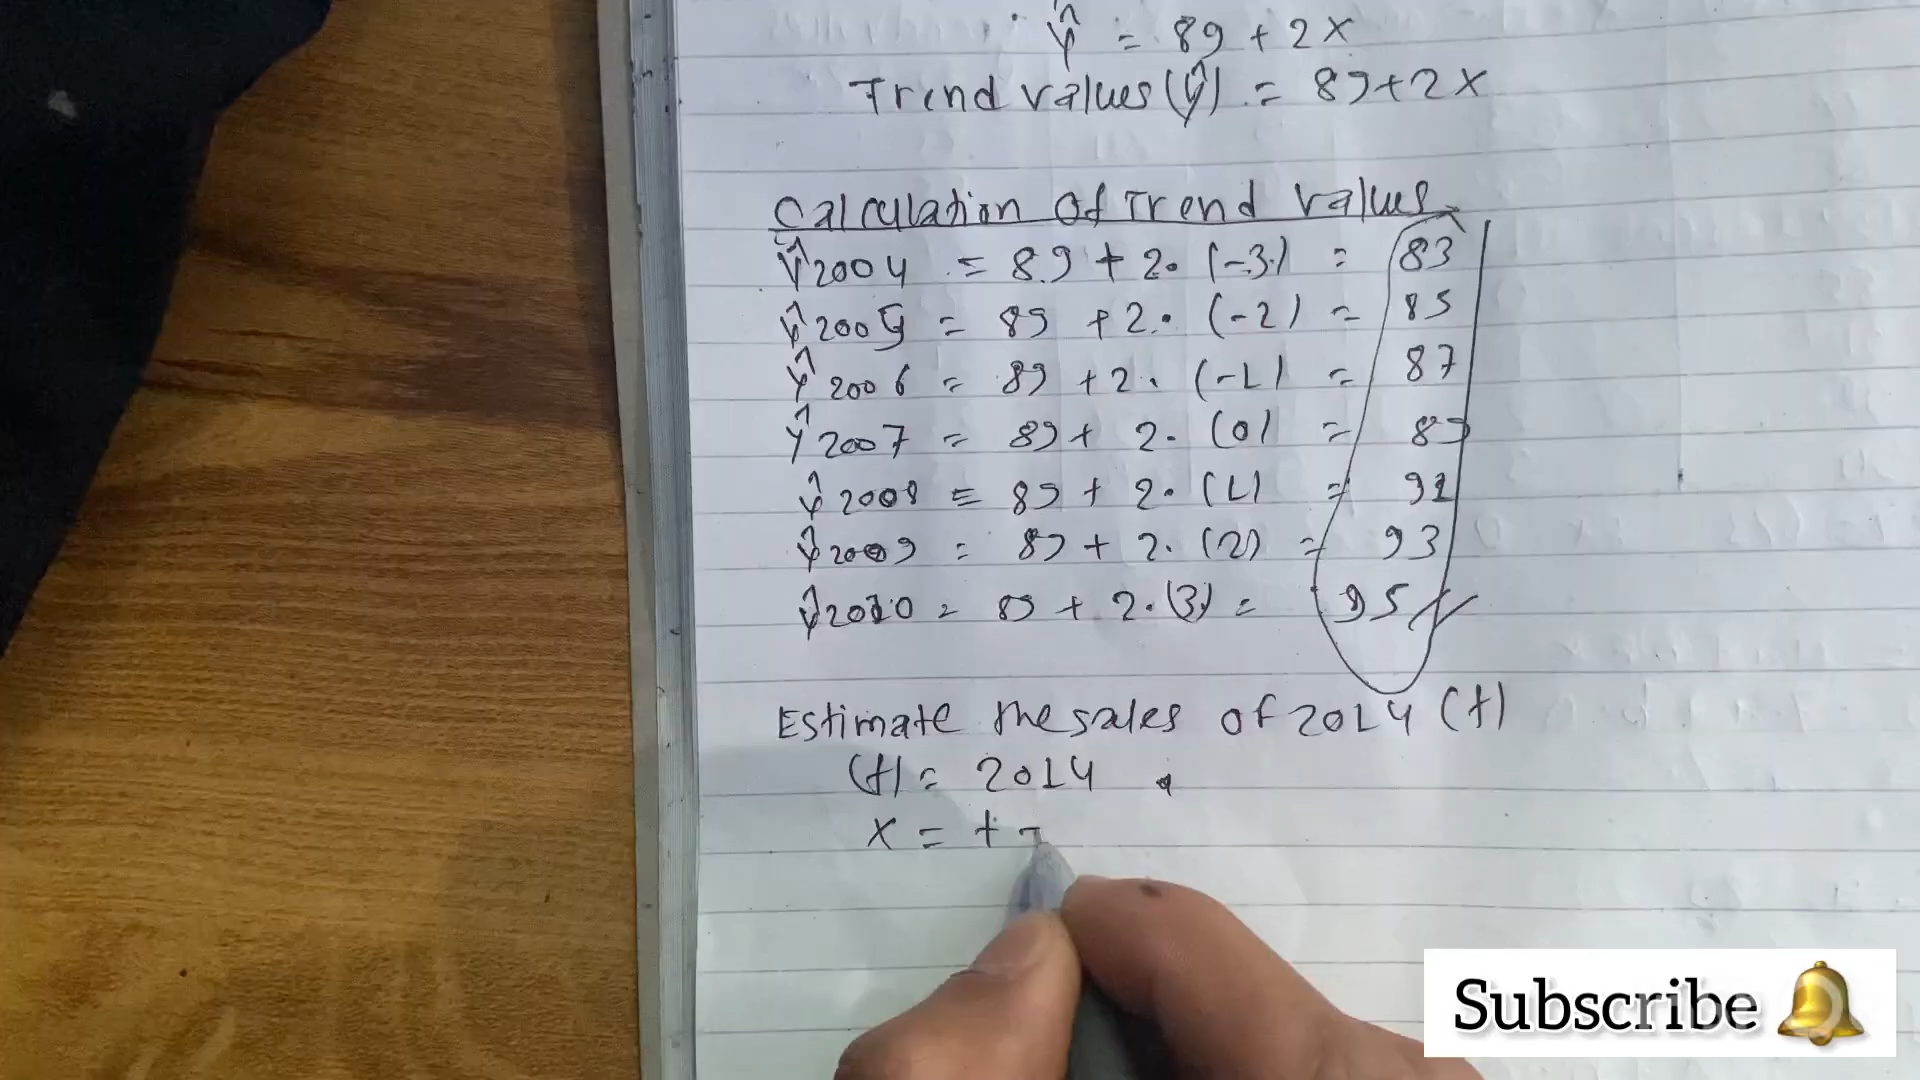 Ŷ = 89 + 2X
Trend values (Ŷ) = 89+2X
Calculation of Trend values
Ŷ2004 = 89 + 2. (-3) = 83
Ŷ2005 = 89 + 2. (-2) = 85
Ŷ2006 = 89 + 2. (-1) = 87
Ŷ2007 = 89 + 2. (0) = 89
Ŷ2008 = 89 + 2. (1) = 91
Ŷ2009 = 89 + 2. (2) = 93
Ŷ2010 = 89 + 2. (3) = 95
Estimate the sales of 2014 (t)
(t) = 2014
X = t -
Subscribe